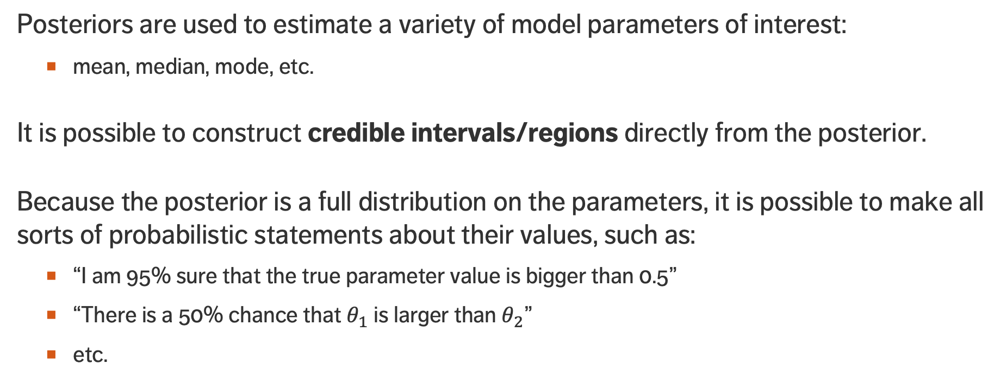 Posteriors are used to estimate a variety of model parameters of interest:
▪ mean, median, mode, etc.
It is possible to construct credible intervals/regions directly from the posterior.
Because the posterior is a full distribution on the parameters, it is possible to make all
sorts of probabilistic statements about their values, such as:
▪ “I am 95% sure that the true parameter value is bigger than 0.5”
▪ “There is a 50% chance that θ₁ is larger than θ₂”
▪ etc.